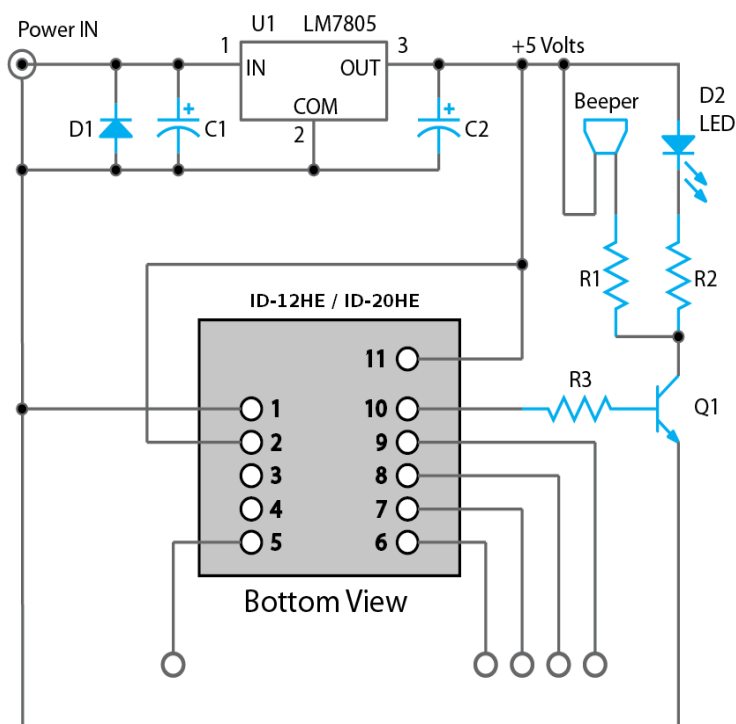 Power IN
U1 LM7805
1
3
+5 Volts
IN
OUT
COM
2
D1
+
C1
+
C2
Beeper
D2
LED
R1
R2
ID-12HE / ID-20HE
11
1
10
R3
Q1
2
9
3
8
4
7
5
6
Bottom View